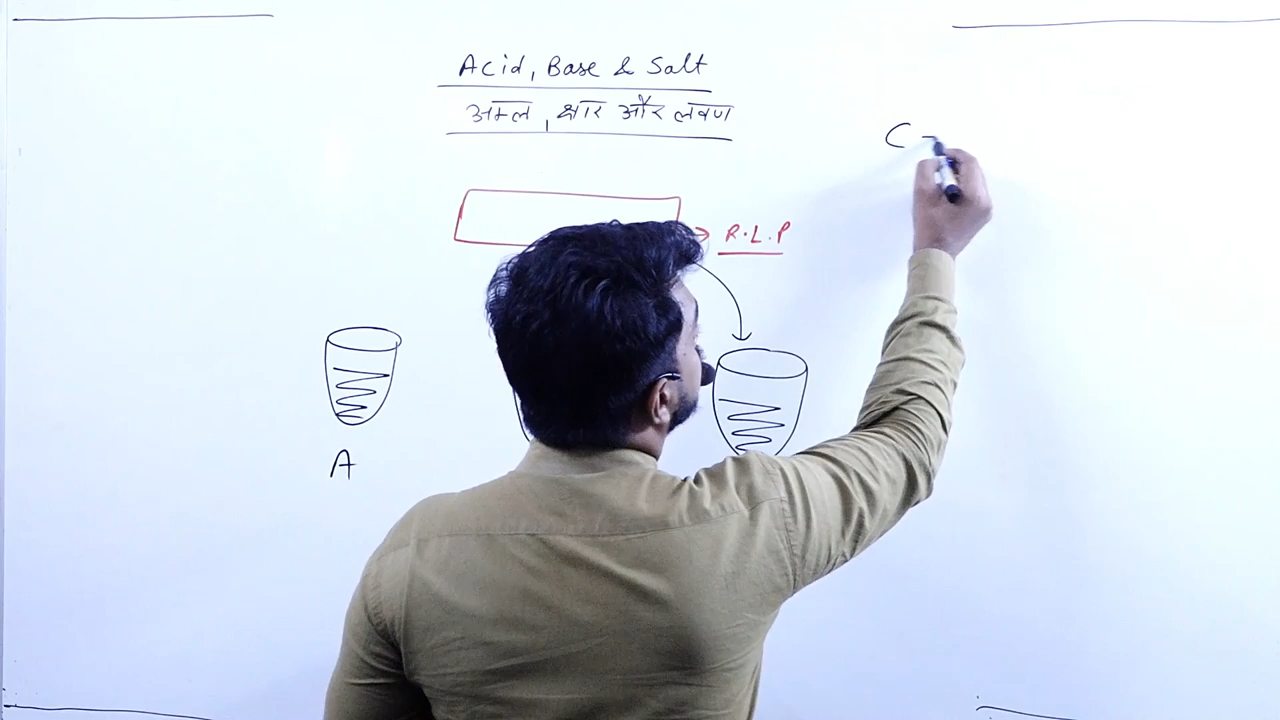 Acid, Base & Salt
अम्ल, क्षार और लवण
R.L.P
A
C -